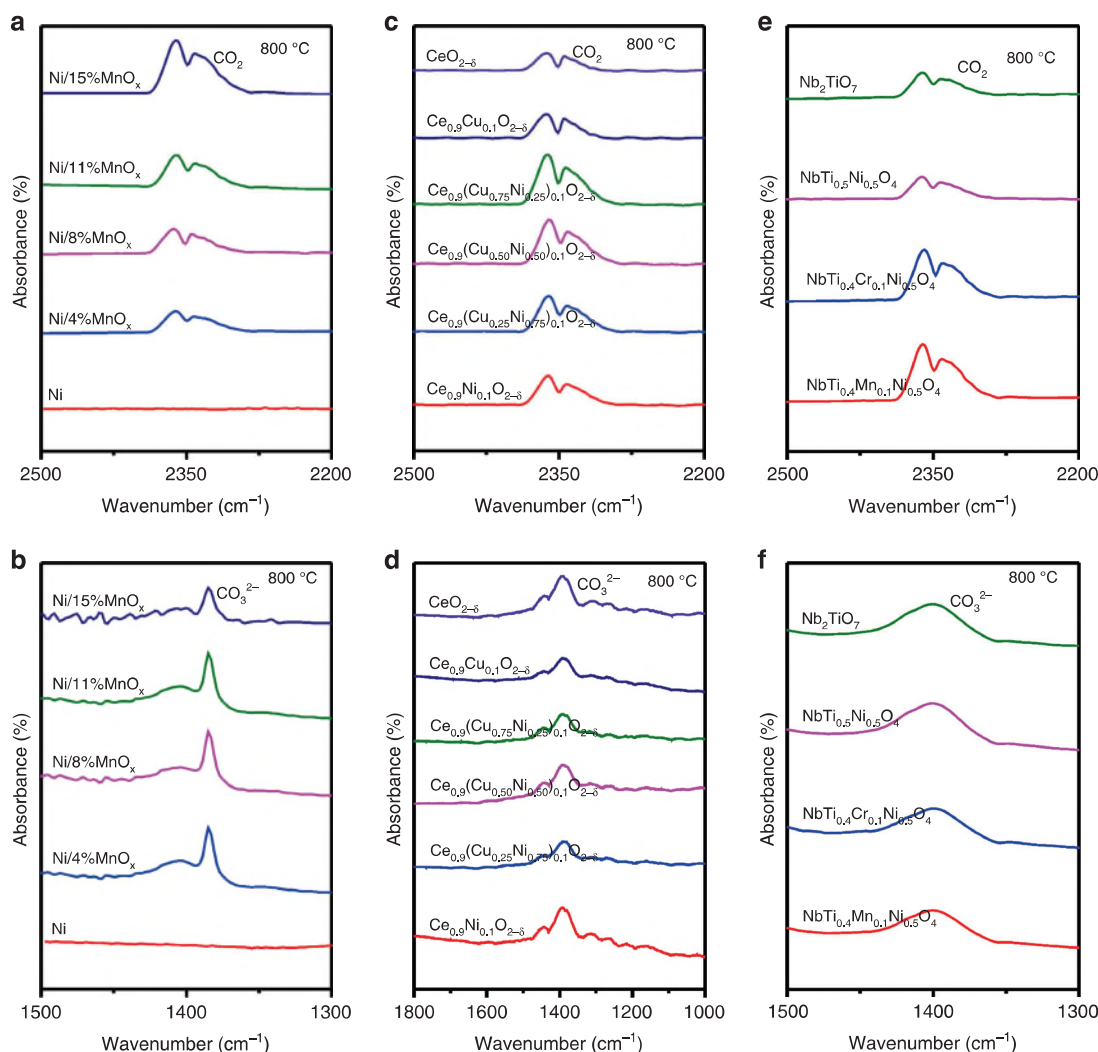 a
800 °C
CO₂
Ni/15%MnOₓ
Ni/11%MnOₓ
Ni/8%MnOₓ
Ni/4%MnOₓ
Ni
Absorbance (%)
2500 2350 2200
Wavenumber (cm⁻¹)
c
800 °C
CO₂
CeO₂₋δ
Ce₀.₉Cu₀.₁O₂₋δ
Ce₀.₉(Cu₀.₇₅Ni₀.₂₅)₀.₁O₂₋δ
Ce₀.₉(Cu₀.₅₀Ni₀.₅₀)₀.₁O₂₋δ
Ce₀.₉(Cu₀.₂₅Ni₀.₇₅)₀.₁O₂₋δ
Ce₀.₉Ni₀.₁O₂₋δ
Absorbance (%)
2500 2350 2200
Wavenumber (cm⁻¹)
e
800 °C
CO₂
Nb₂TiO₇
NbTi₀.₅Ni₀.₅O₄
NbTi₀.₄Cr₀.₁Ni₀.₅O₄
NbTi₀.₄Mn₀.₁Ni₀.₅O₄
Absorbance (%)
2500 2350 2200
Wavenumber (cm⁻¹)
b
800 °C
CO₃²⁻
Ni/15%MnOₓ
Ni/11%MnOₓ
Ni/8%MnOₓ
Ni/4%MnOₓ
Ni
Absorbance (%)
1500 1400 1300
Wavenumber (cm⁻¹)
d
800 °C
CO₃²⁻
CeO₂₋δ
Ce₀.₉Cu₀.₁O₂₋δ
Ce₀.₉(Cu₀.₇₅Ni₀.₂₅)₀.₁O₂₋δ
Ce₀.₉(Cu₀.₅₀Ni₀.₅₀)₀.₁O₂₋δ
Ce₀.₉(Cu₀.₂₅Ni₀.₇₅)₀.₁O₂₋δ
Ce₀.₉Ni₀.₁O₂₋δ
Absorbance (%)
1800 1600 1400 1200 1000
Wavenumber (cm⁻¹)
f
800 °C
CO₃²⁻
Nb₂TiO₇
NbTi₀.₅Ni₀.₅O₄
NbTi₀.₄Cr₀.₁Ni₀.₅O₄
NbTi₀.₄Mn₀.₁Ni₀.₅O₄
Absorbance (%)
1500 1400 1300
Wavenumber (cm⁻¹)